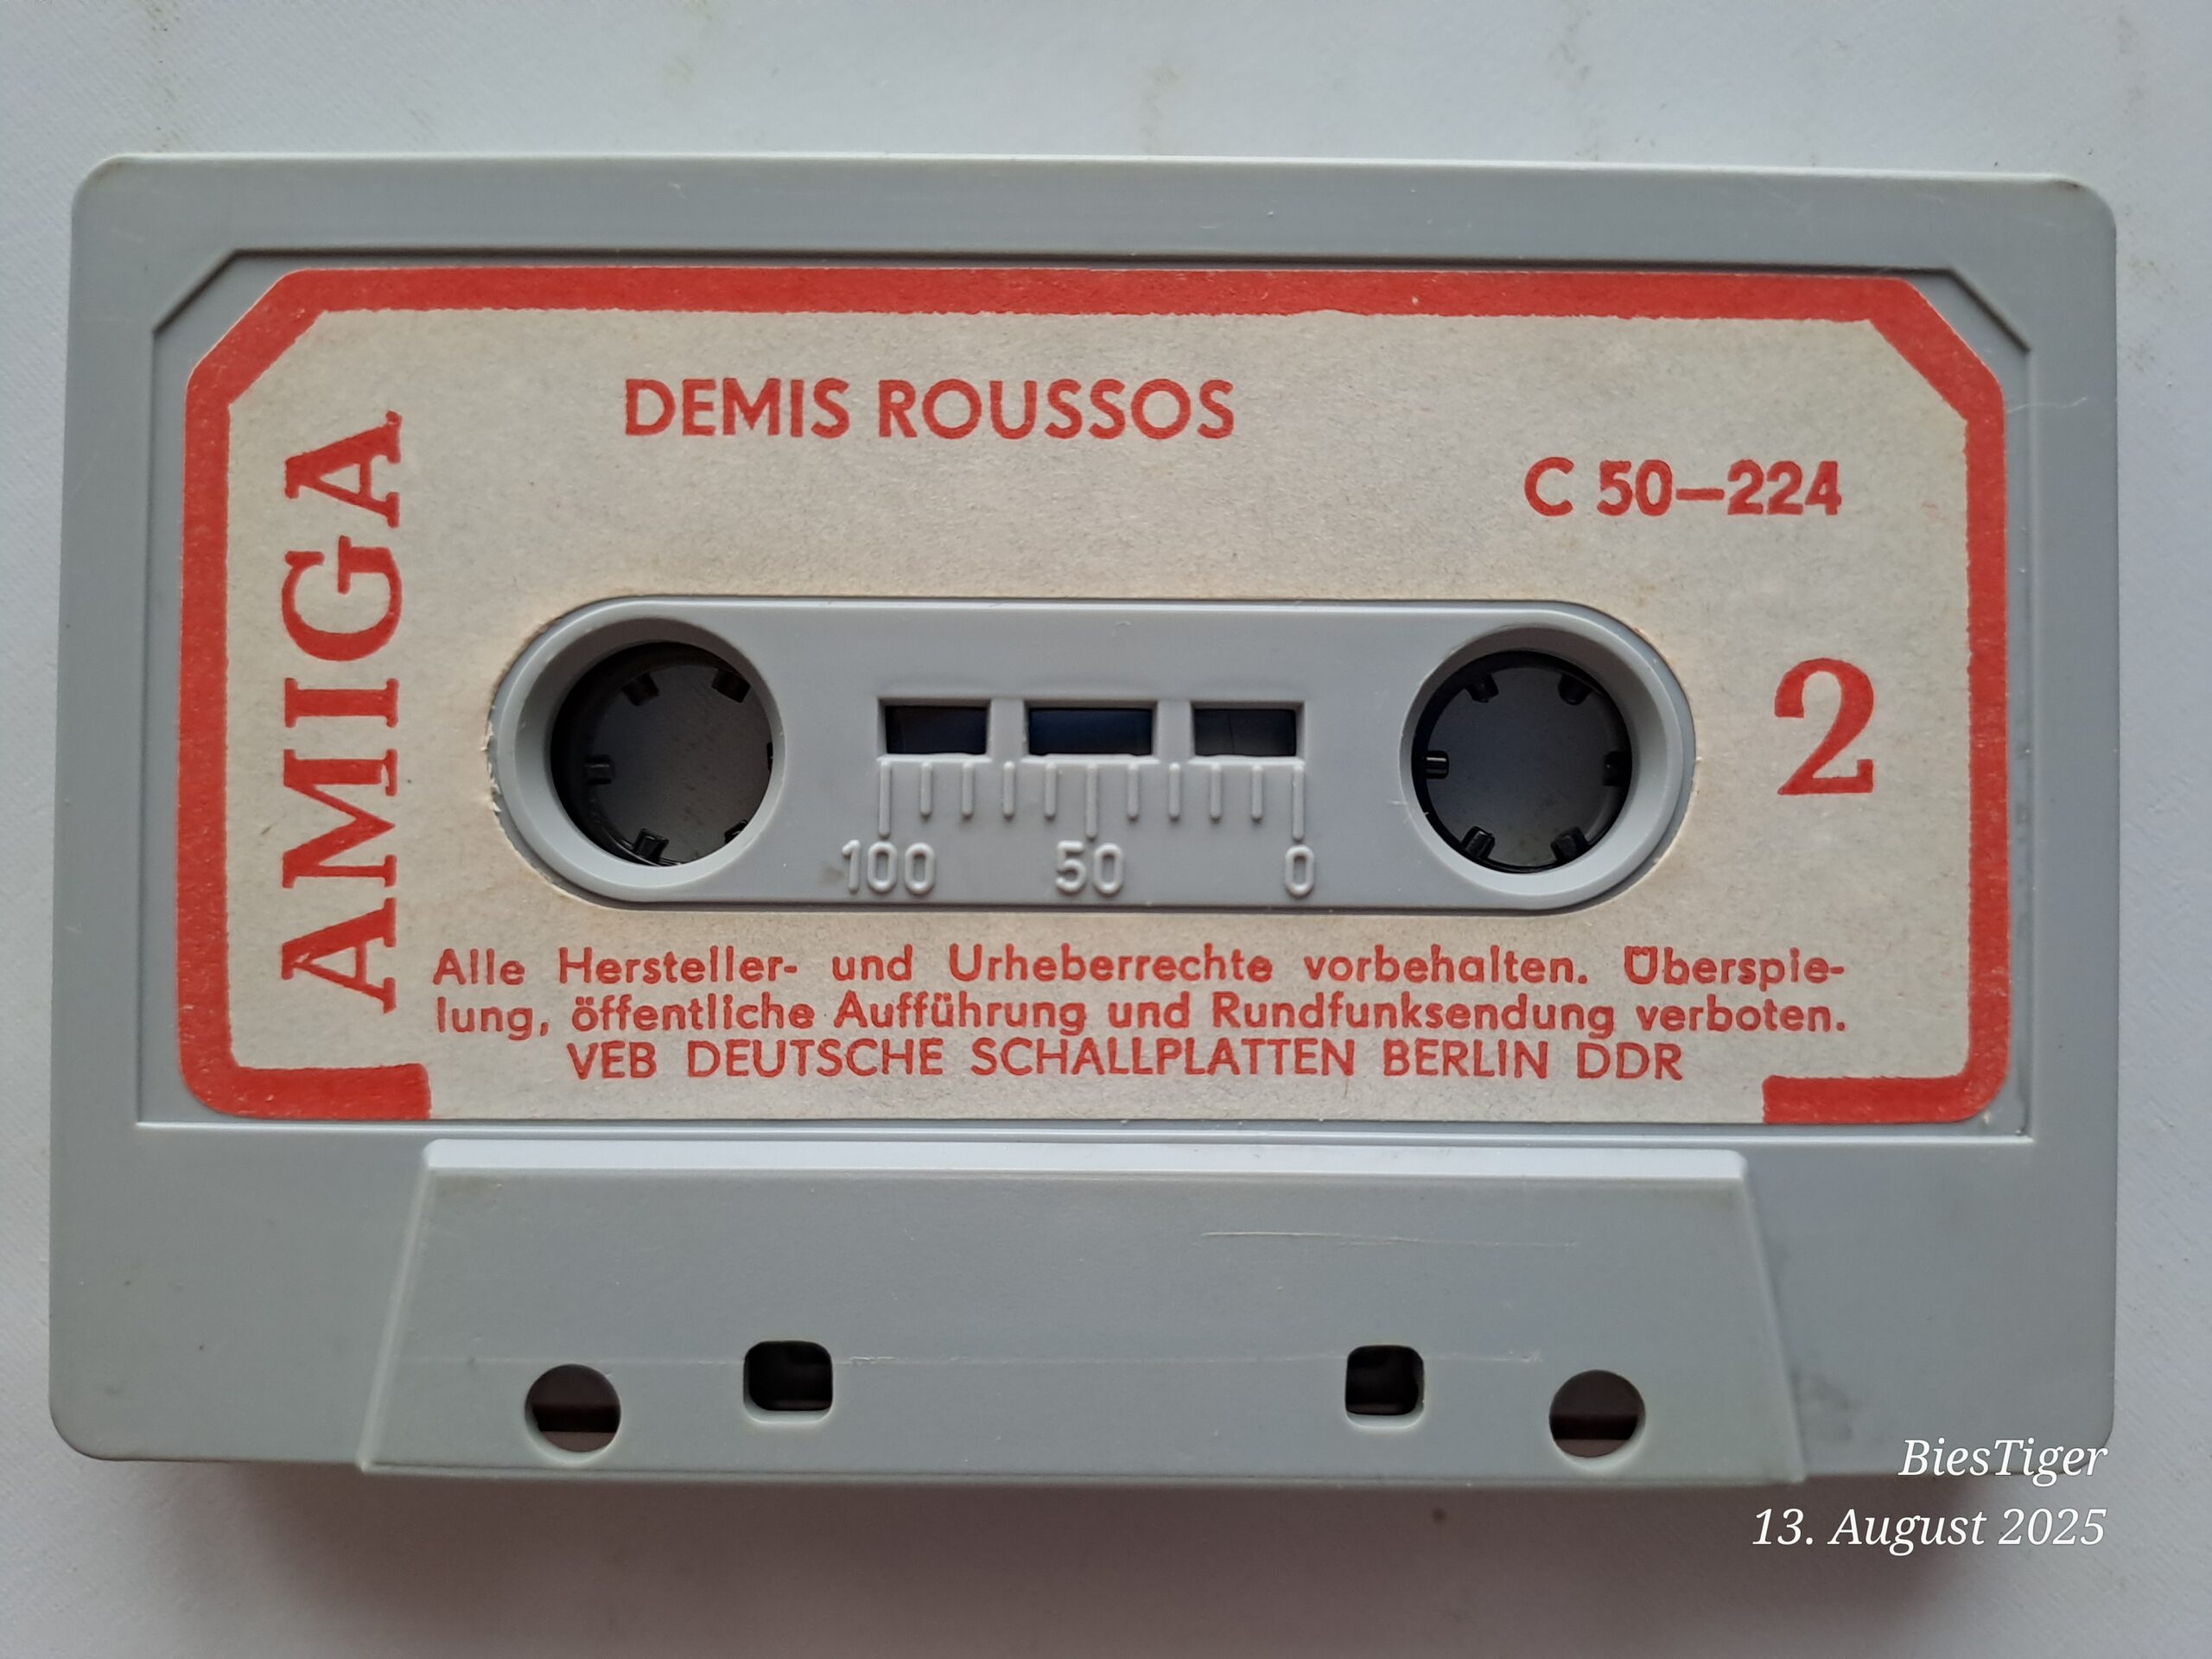 DEMIS ROUSSOS
C 50–224
AMIGA
2
100 50 0
Alle Hersteller- und Urheberrechte vorbehalten. Überspie-
lung, öffentliche Aufführung und Rundfunksendung verboten.
VEB DEUTSCHE SCHALLPLATTEN BERLIN DDR
BiesTiger
13. August 2025